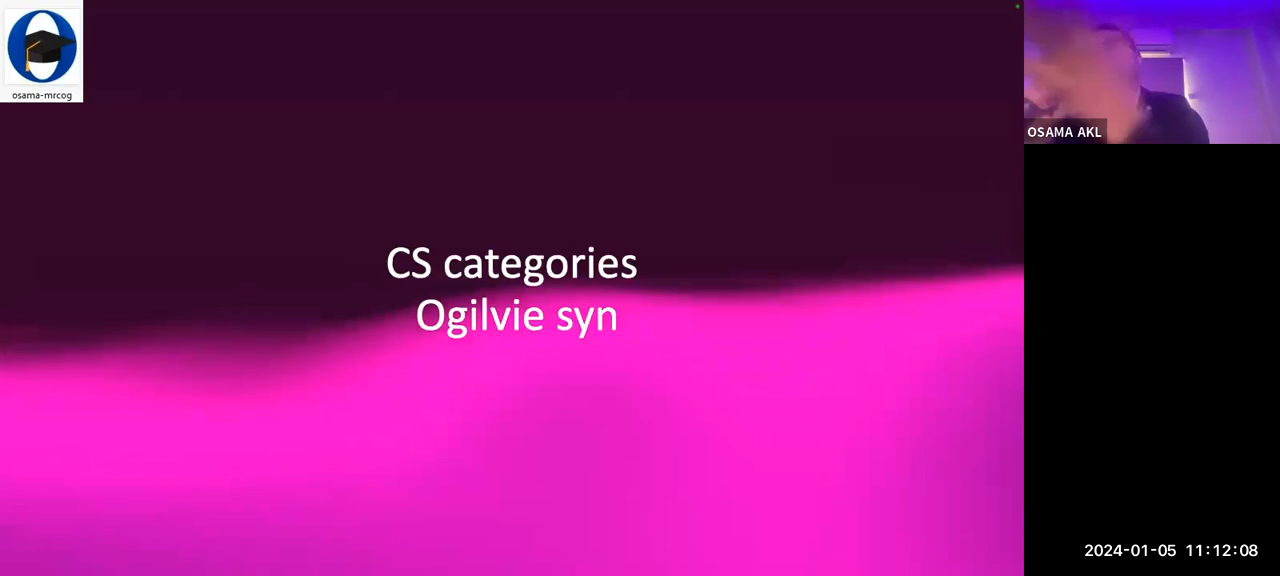 osama-mrcog
OSAMA AKL
CS categories
Ogilvie syn
2024-01-05 11:12:08